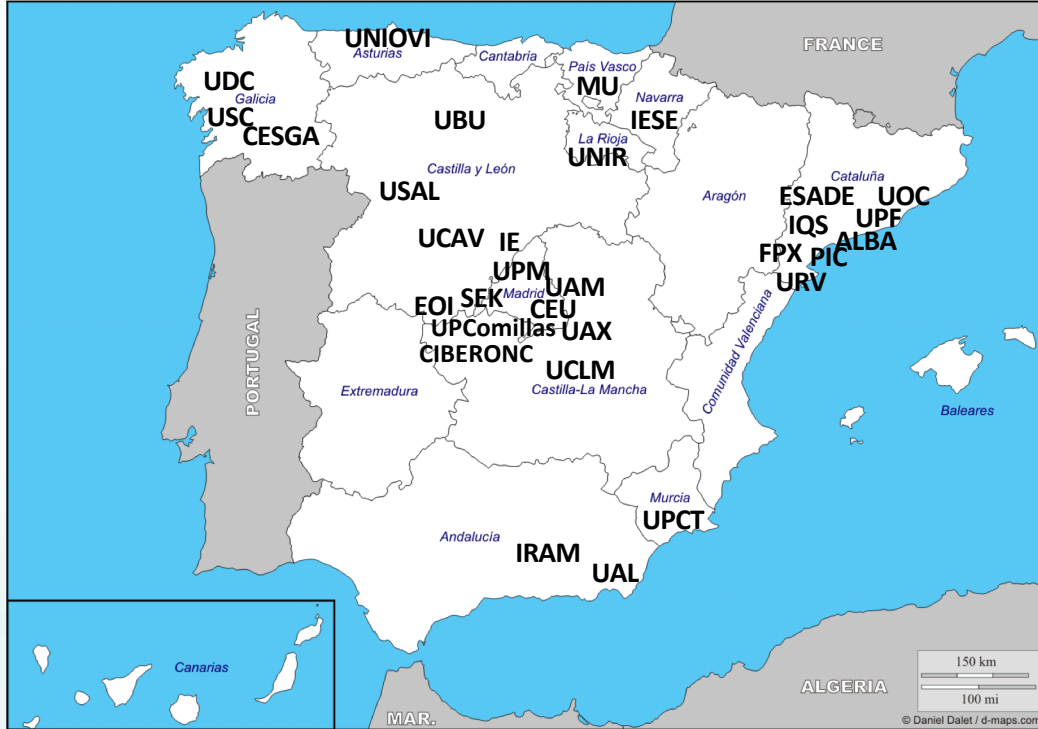 FRANCE
UNIOVI
Asturias
Cantabria
País Vasco
MU
Navarra
IESE
UDC
Galicia
USC
CESGA
UBU
La Rioja
UNIR
Castilla y León
USAL
Aragón
Cataluña
ESADE
UOC
UPF
IQS
ALBA
FPX
PIC
URV
UCAV
IE
UPM
Madrid
UAM
SEK
CEU
EOI
UPComillas
UAX
CIBERONC
UCLM
Castilla-La Mancha
Comunidad Valenciana
PORTUGAL
Extremadura
Baleares
Murcia
UPCT
Andalucía
IRAM
UAL
Canarias
MAR.
ALGERIA
150 km
100 mi
© Daniel Dalet / d-maps.com